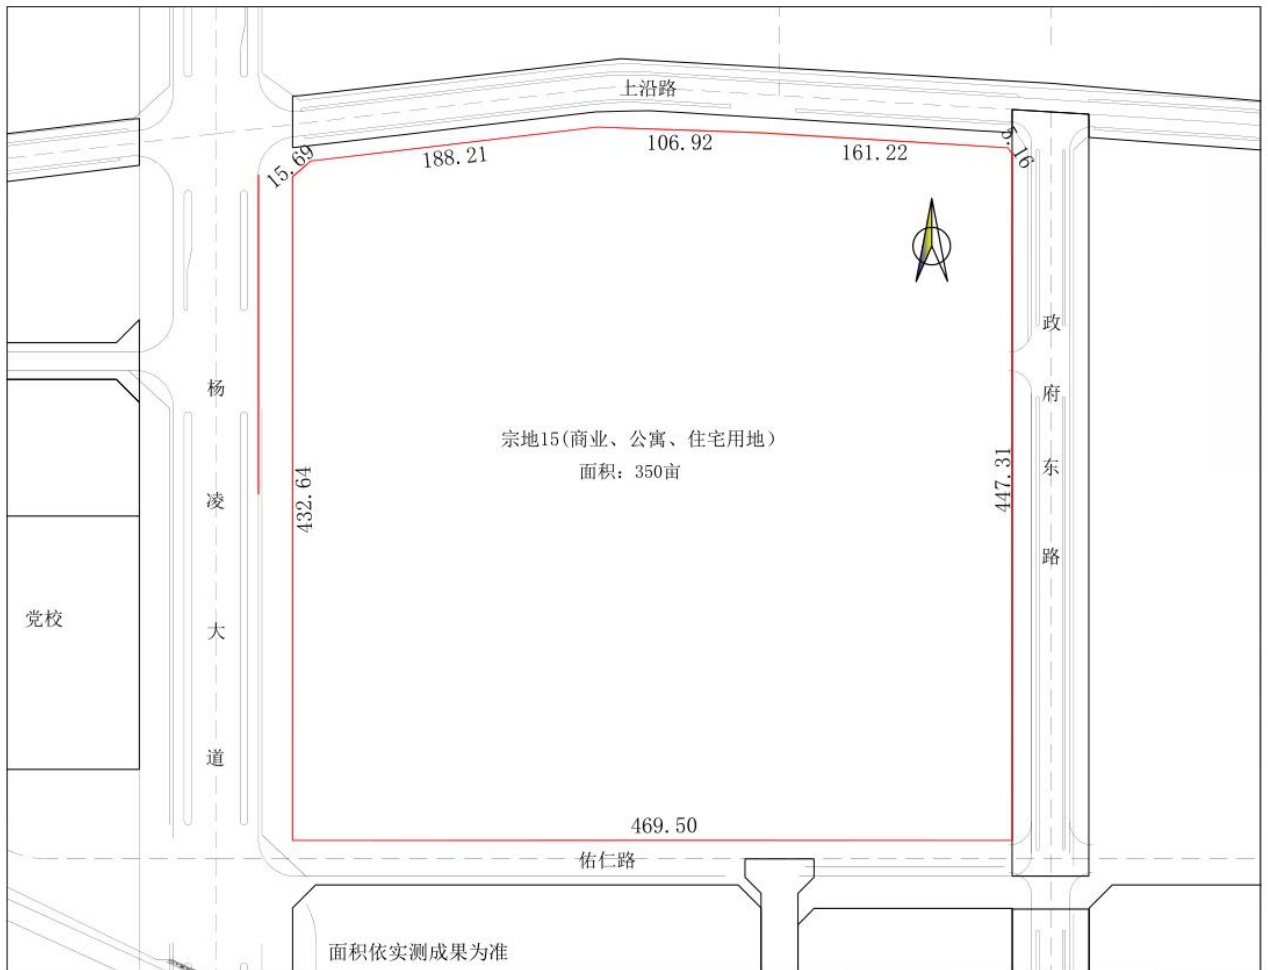 上沿路
15.69
188.21
106.92
161.22
5.16
政府东路
杨凌大道
宗地15(商业、公寓、住宅用地)
面积：350亩
432.64
447.31
党校
469.50
佑仁路
面积依实测成果为准